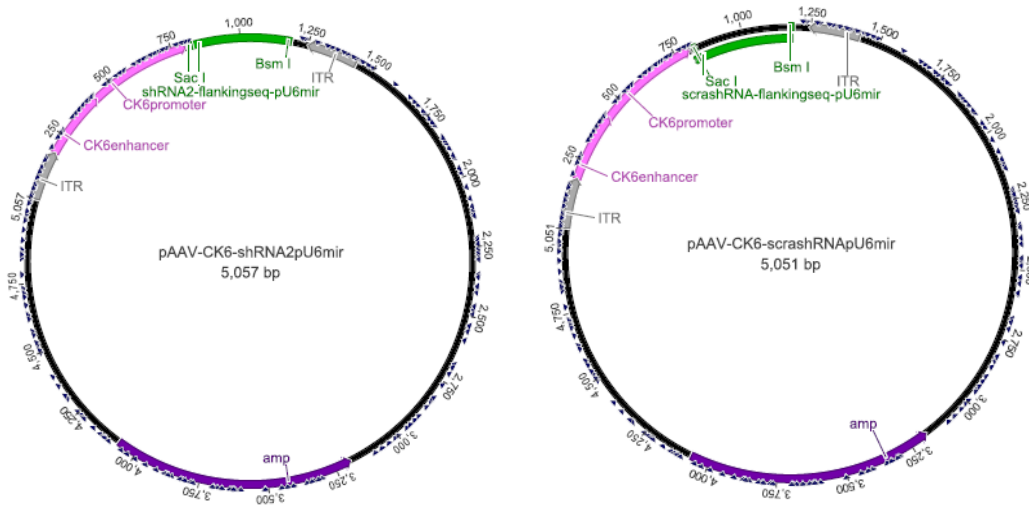 1,000
750
1,250
1,500
Sac I
Bsm I
shRNA2-flankingseq-pU6mir
ITR
500
CK6promoter
1,750
250
CK6enhancer
2,000
ITR
5,057
2,250
pAAV-CK6-shRNA2pU6mir
5,057 bp
4,750
2,500
4,500
2,750
4,250
3,000
amp
4,000
3,250
3,750
3,500
1,000
750
1,250
1,500
Sac I
Bsm I
scrashRNA-flankingseq-pU6mir
ITR
500
CK6promoter
2,000
250
CK6enhancer
2,250
ITR
5,051
pAAV-CK6-scrashRNApU6mir
5,051 bp
4,750
2,750
4,500
3,000
amp
4,250
3,250
4,000
3,500
3,750